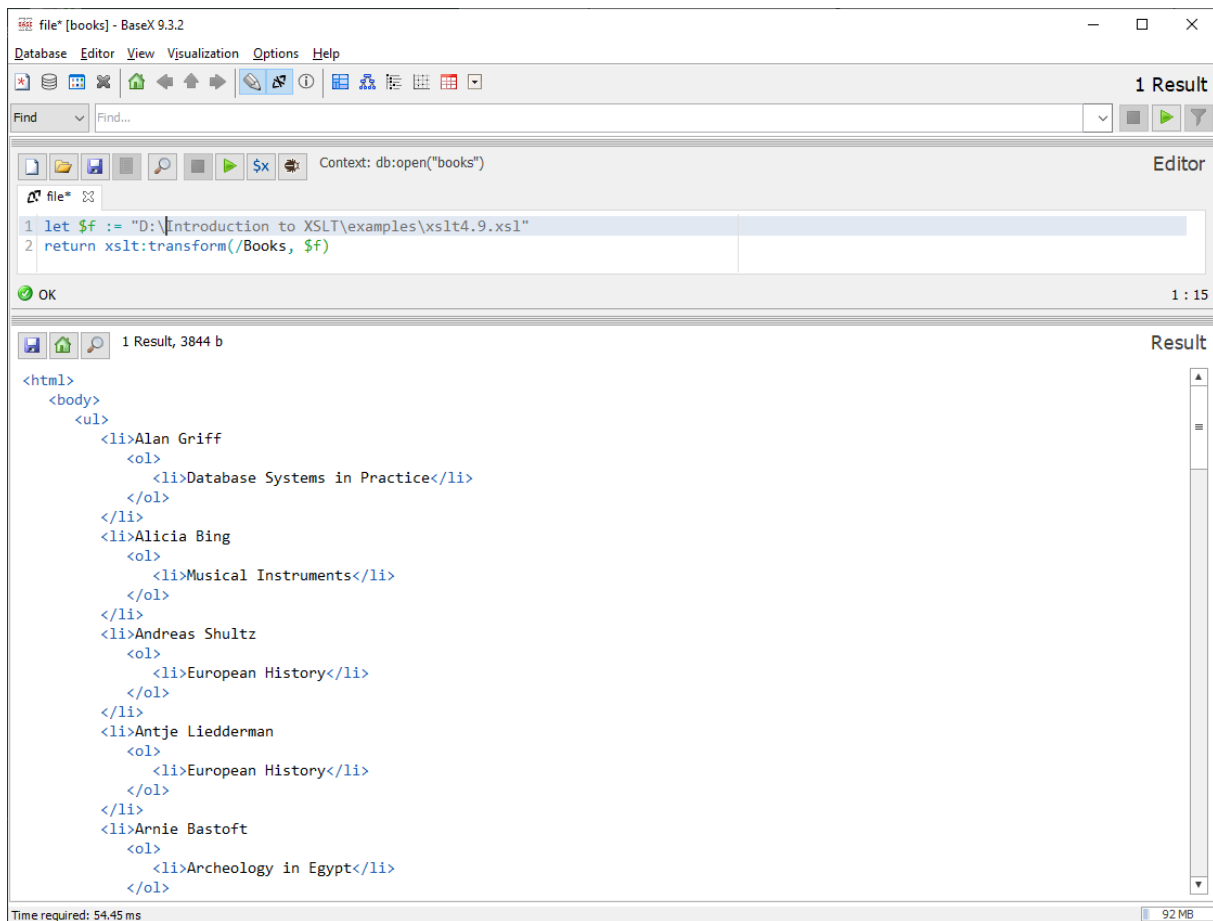 file* [books] - BaseX 9.3.2
Database Editor View Visualization Options Help
1 Result
Find Find...
$x Context: db:open("books") Editor
file*
1 let $f := "D:\Introduction to XSLT\examples\xslt4.9.xsl"
2 return xslt:transform(/Books, $f)
OK 1 : 15
1 Result, 3844 b Result
<html>
<body>
<ul>
<li>Alan Griff
<ol>
<li>Database Systems in Practice</li>
</ol>
</li>
<li>Alicia Bing
<ol>
<li>Musical Instruments</li>
</ol>
</li>
<li>Andreas Shultz
<ol>
<li>European History</li>
</ol>
</li>
<li>Antje Liedderman
<ol>
<li>European History</li>
</ol>
</li>
<li>Arnie Bastoft
<ol>
<li>Archeology in Egypt</li>
</ol>
Time required: 54.45 ms 92 MB